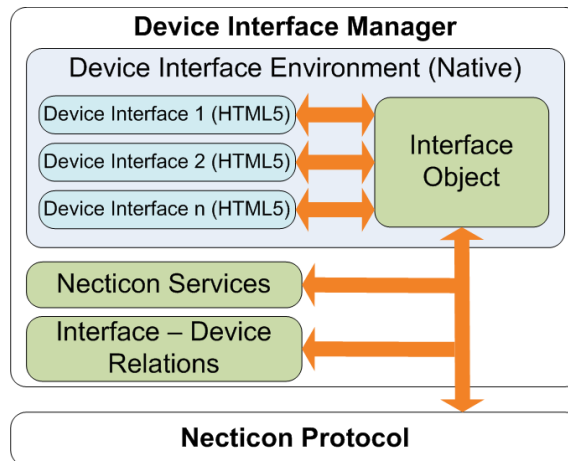 Device Interface Manager
Device Interface Environment (Native)
Device Interface 1 (HTML5)
Device Interface 2 (HTML5)
Device Interface n (HTML5)
Interface
Object
Necticon Services
Interface – Device
Relations
Necticon Protocol